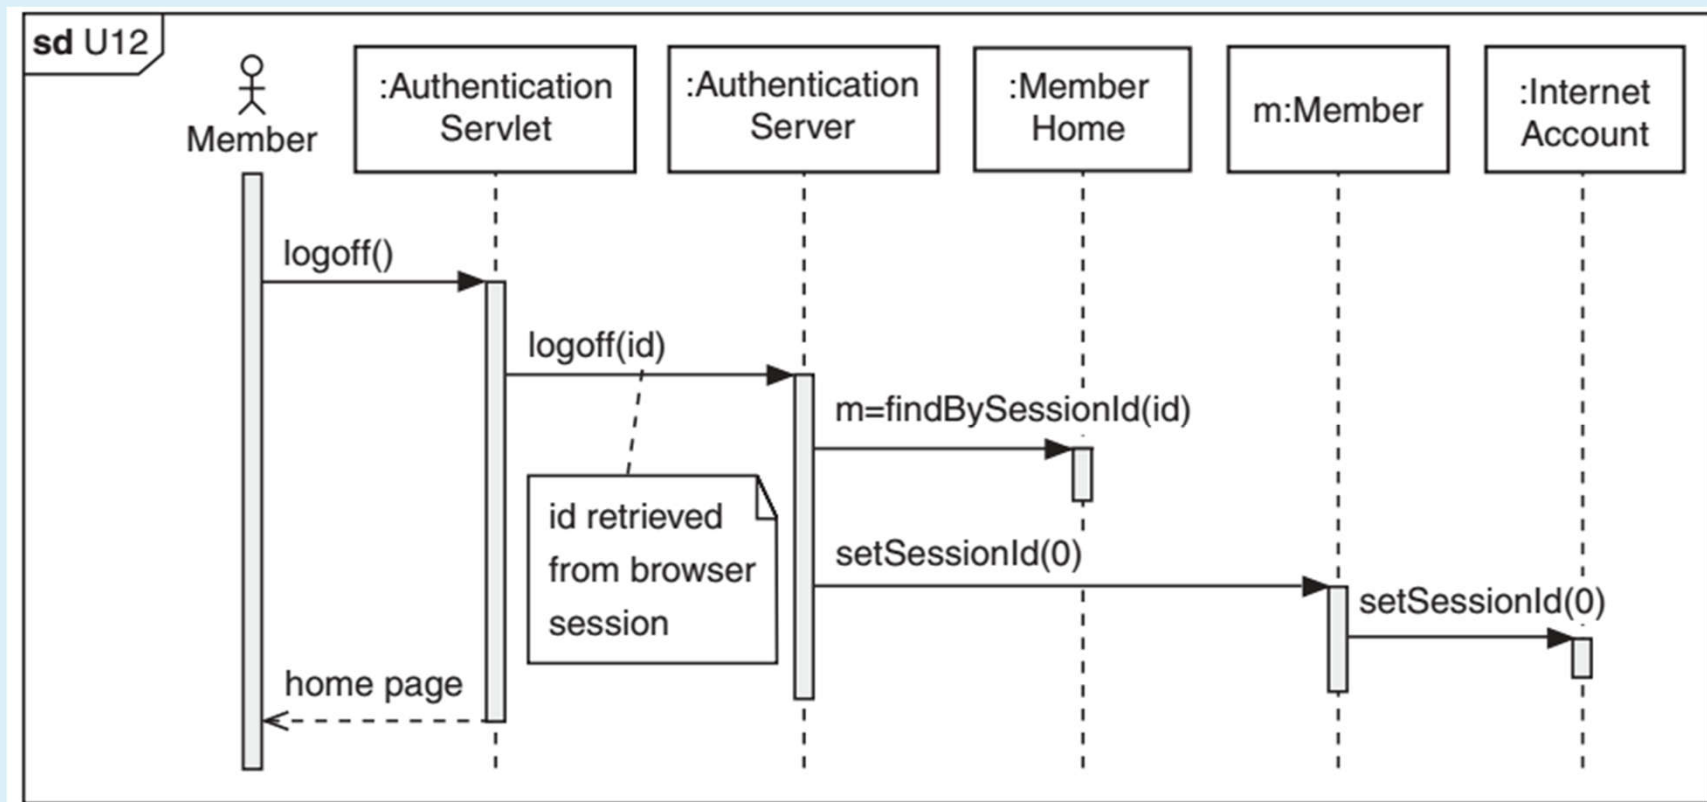 sd U12
Member
:Authentication
Servlet
:Authentication
Server
:Member
Home
m:Member
:Internet
Account
logoff()
logoff(id)
m=findBySessionId(id)
id retrieved
from browser
session
setSessionId(0)
setSessionId(0)
home page